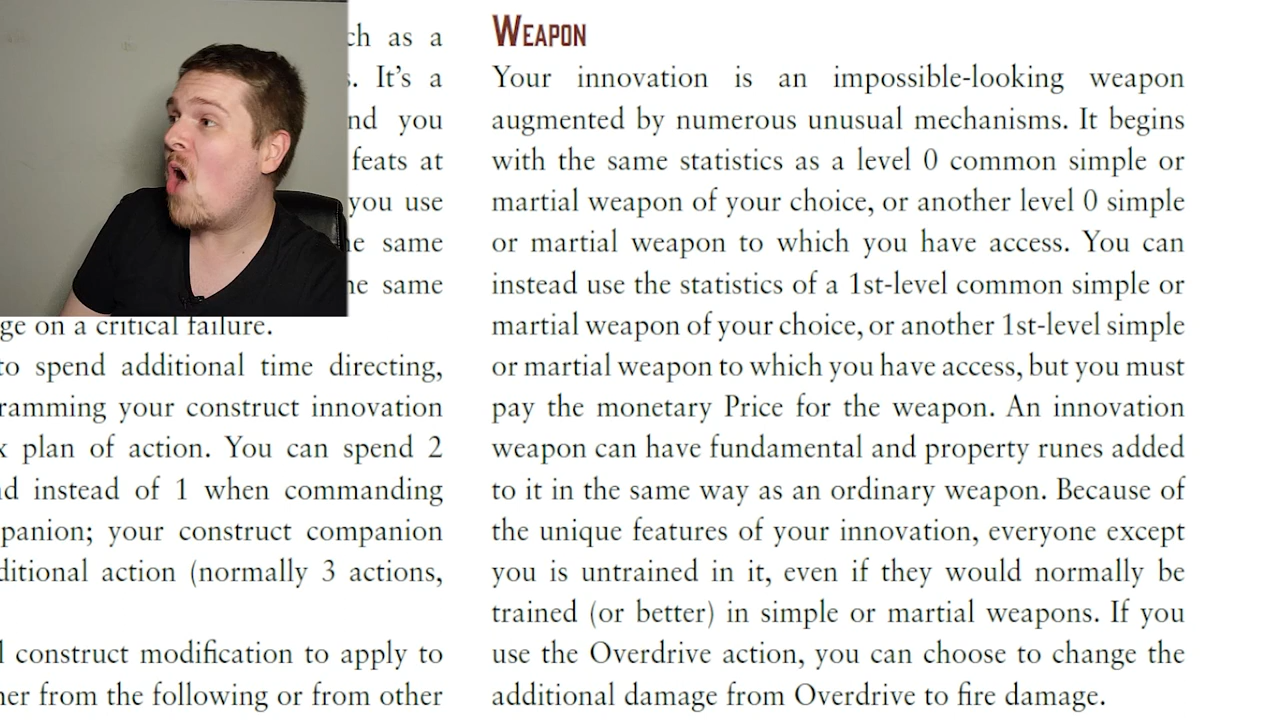 ch as a
s. It's a
nd you
feats at
you use
he same
he same
ge on a critical failure.
to spend additional time directing,
ramming your construct innovation
x plan of action. You can spend 2
nd instead of 1 when commanding
panion; your construct companion
ditional action (normally 3 actions,
l construct modification to apply to
her from the following or from other
WEAPON
Your innovation is an impossible-looking weapon
augmented by numerous unusual mechanisms. It begins
with the same statistics as a level 0 common simple or
martial weapon of your choice, or another level 0 simple
or martial weapon to which you have access. You can
instead use the statistics of a 1st-level common simple or
martial weapon of your choice, or another 1st-level simple
or martial weapon to which you have access, but you must
pay the monetary Price for the weapon. An innovation
weapon can have fundamental and property runes added
to it in the same way as an ordinary weapon. Because of
the unique features of your innovation, everyone except
you is untrained in it, even if they would normally be
trained (or better) in simple or martial weapons. If you
use the Overdrive action, you can choose to change the
additional damage from Overdrive to fire damage.